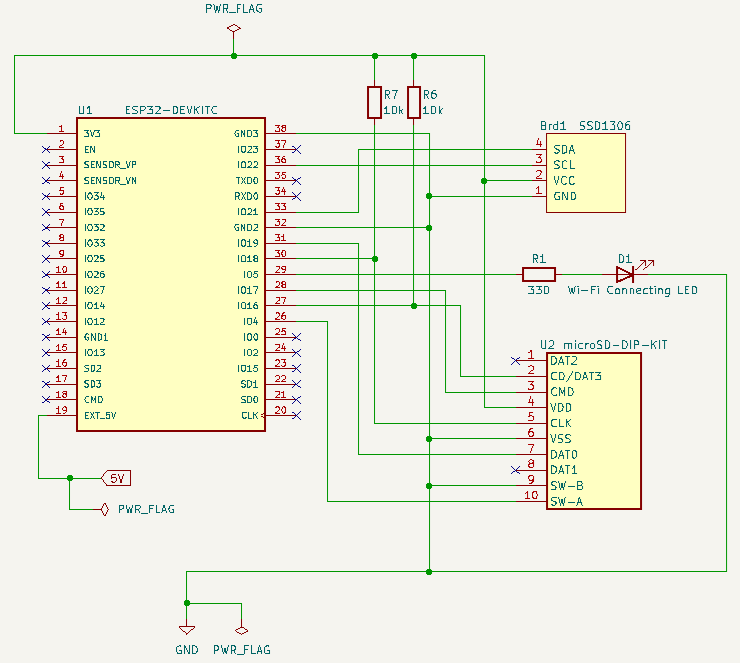 PWR_FLAG
U1 ESP32-DEVKITC
1 3V3
2 EN
3 SENSOR_VP
4 SENSOR_VN
5 IO34
6 IO35
7 IO32
8 IO33
9 IO25
10 IO26
11 IO27
12 IO14
13 IO12
14 GND1
15 IO13
16 SD2
17 SD3
18 CMD
19 EXT_5V
GND3 38
IO23 37
IO22 36
TXD0 35
RXD0 34
IO21 33
GND2 32
IO19 31
IO18 30
IO5 29
IO17 28
IO16 27
IO4 26
IO0 25
IO2 24
IO15 23
SD1 22
SD0 21
CLK 20
R7
10k
R6
10k
Brd1 SSD1306
4 SDA
3 SCL
2 VCC
1 GND
R1
330
D1
Wi-Fi Connecting LED
U2 microSD-DIP-KIT
1 DAT2
2 CD/DAT3
3 CMD
4 VDD
5 CLK
6 VSS
7 DAT0
8 DAT1
9 SW-B
10 SW-A
5V
PWR_FLAG
GND
PWR_FLAG